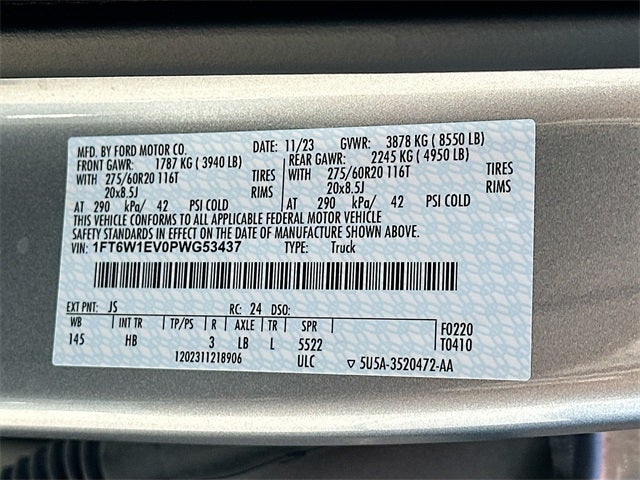 MFD. BY FORD MOTOR CO. DATE: 11/23 GVWR: 3878 KG ( 8550 LB)
FRONT GAWR: 1787 KG ( 3940 LB) REAR GAWR: 2245 KG ( 4950 LB)
WITH 275/60R20 116T TIRES WITH 275/60R20 116T TIRES
20x8.5J RIMS 20x8.5J RIMS
AT 290 kPa/ 42 PSI COLD AT 290 kPa/ 42 PSI COLD
THIS VEHICLE CONFORMS TO ALL APPLICABLE FEDERAL MOTOR VEHICLE
SAFETY STANDARDS IN EFFECT ON THE DATE OF MANUFACTURE SHOWN ABOVE.
VIN: 1FT6W1EV0PWG53437 TYPE: Truck
EXT PNT: JS RC: 24 DSO:
WB INT TR TP/PS R AXLE TR SPR F0220
145 HB 3 LB L 5522 T0410
1202311218906 ULC ▽ 5U5A-3520472-AA